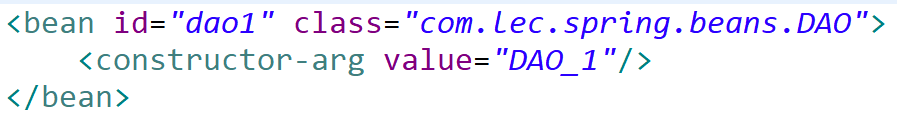 <bean id="dao1" class="com.lec.spring.beans.DAO">
    <constructor-arg value="DAO_1"/>
</bean>